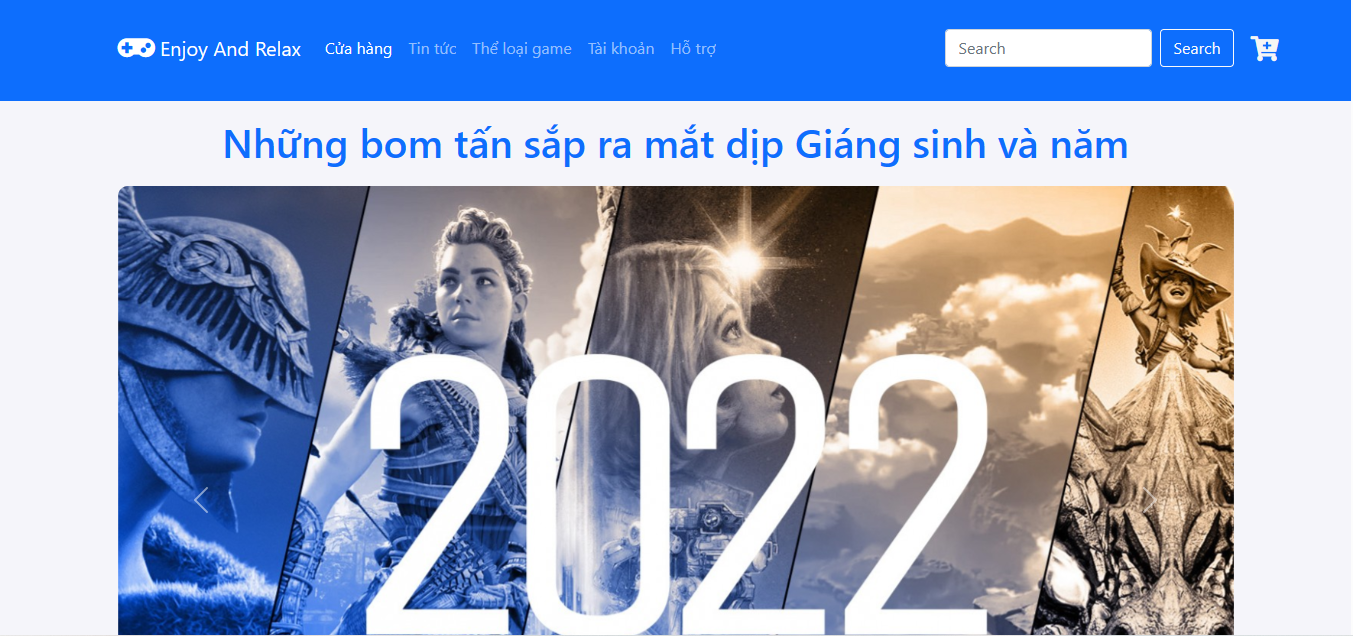 Enjoy And Relax Cửa hàng Tin tức Thể loại game Tài khoản Hỗ trợ Search Search
Những bom tấn sắp ra mắt dịp Giáng sinh và năm
2022